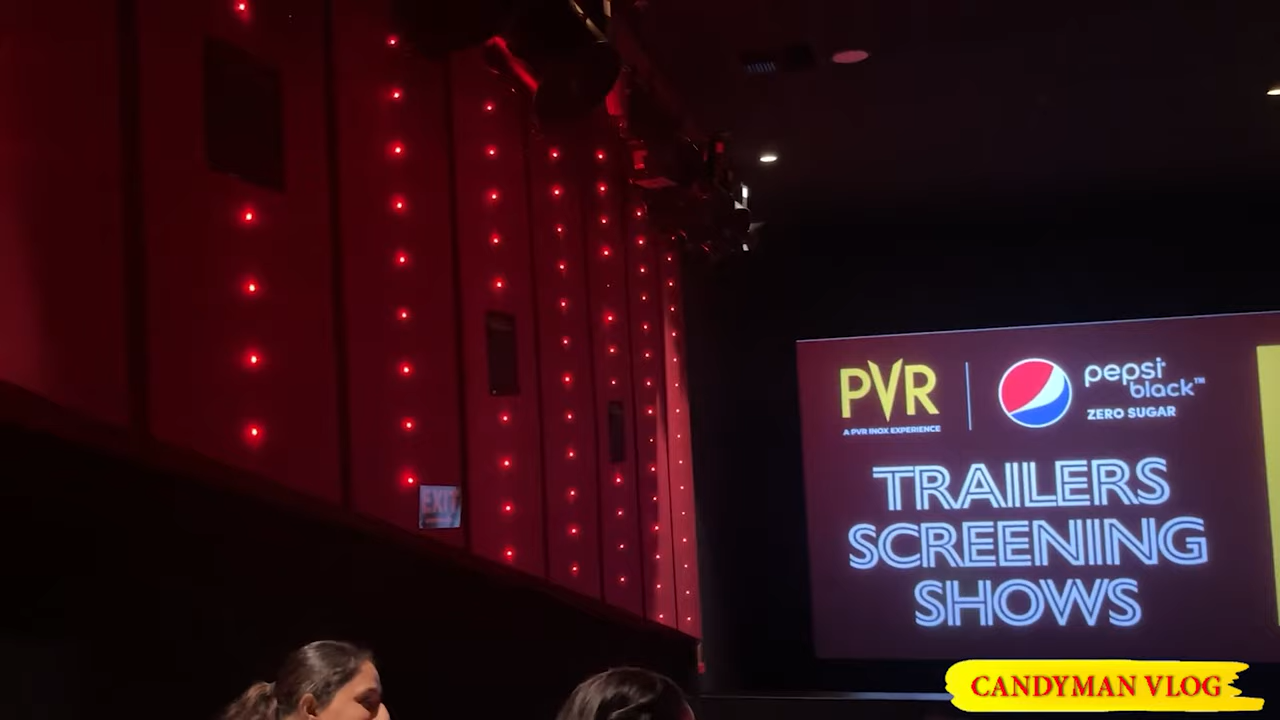 EXIT
PVR
A PVR INOX EXPERIENCE
pepsi
black™
ZERO SUGAR
TRAILERS
SCREENING
SHOWS
CANDYMAN VLOG